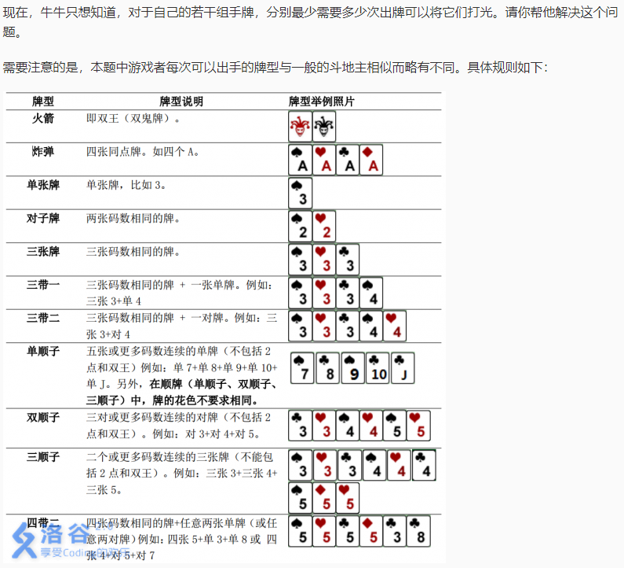 现在，牛牛只想知道，对于自己的若干组手牌，分别最少需要多少次出牌可以将它们打光。请你帮他解决这个问
题。
需要注意的是，本题中游戏者每次可以出手的牌型与一般的斗地主相似而略有不同。具体规则如下：
牌型 牌型说明 牌型举例照片
火箭 即双王（双鬼牌）。
炸弹 四张同点牌。如四个 A。
A A A A
单张牌 单张牌，比如 3。
3
对子牌 两张码数相同的牌。
2 2
三张牌 三张码数相同的牌。
3 3 3
三带一 三张码数相同的牌 + 一张单牌。例如：
三张 3+单 4
3 3 3 4
三带二 三张码数相同的牌 + 一对牌。例如：三
张 3+对 4
3 3 3 4 4
单顺子 五张或更多码数连续的单牌（不包括 2
点和双王）例如：单 7+单 8+单 9+单 10+
单 J。另外，在顺牌（单顺子、双顺子、
三顺子）中，牌的花色不要求相同。
7 8 9 10 J
双顺子 三对或更多码数连续的对牌（不包括 2
点和双王）。例如：对 3+对 4+对 5。
3 3 4 4 5 5
三顺子 二个或更多码数连续的三张牌（不能包
括 2 点和双王）。例如：三张 3+三张 4+
三张 5。
3 3 3 4 4 4
5 5 5
四带二 四张码数相同的牌+任意两张单牌（或任
意两对牌）例如：四张 5+单 3+单 8 或 四
张 4+对 5+对 7
5 5 5 5 3 8
洛谷
享受Coding的欢乐